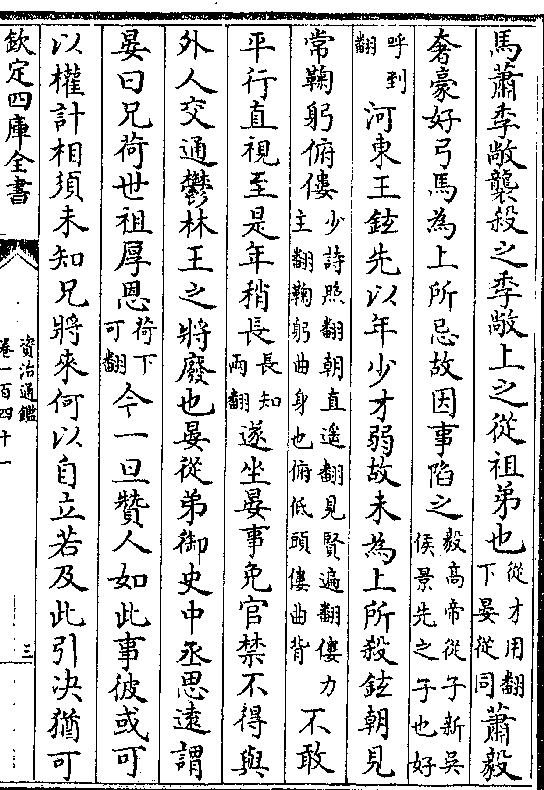 馬蕭季敞襲殺之季敞上之從祖弟也從才用翻下晏從同蕭毅
奢豪好弓馬為上所忌故因事陷之毅高帝從子新吳侯景先之子也好
呼到翻河東王鉉先以年少才弱故未為上所殺鉉朝見
常鞠躬俯僂少詩照翻朝直遥翻見賢遍翻僂力主翻鞠躬曲身也俯低頭僂曲背不敢
平行直視至是年稍長長知兩翻遂坐晏事免官禁不得與
外人交通鬱林王之將廢也晏從弟御史中丞思遠謂
晏曰兄荷世祖厚恩荷下可翻今一旦贊人如此事彼或可
以權計相須未知兄將來何以自立若及此引决猶可
欽定四庫全書
資治通鑑
卷一百四十一
三